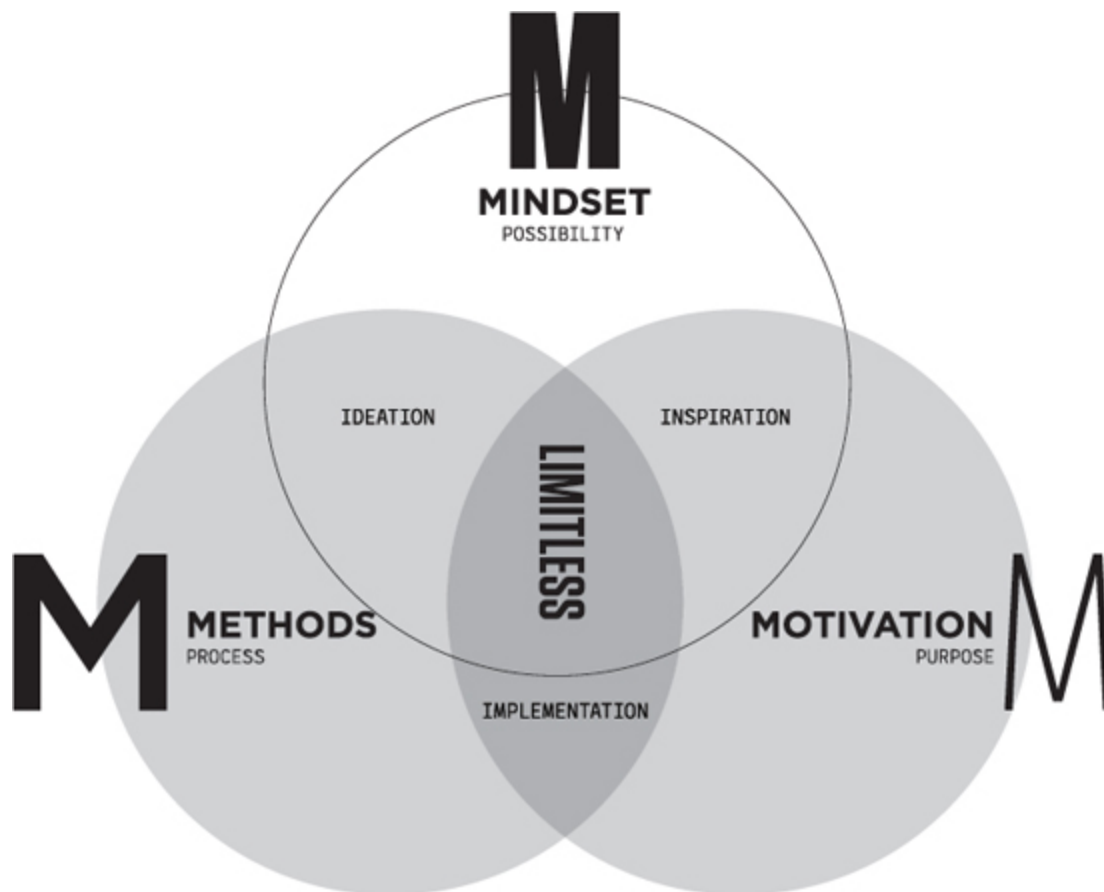 M
MINDSET
POSSIBILITY
IDEATION
INSPIRATION
LIMITLESS
M
METHODS
PROCESS
MOTIVATION
PURPOSE
M
IMPLEMENTATION